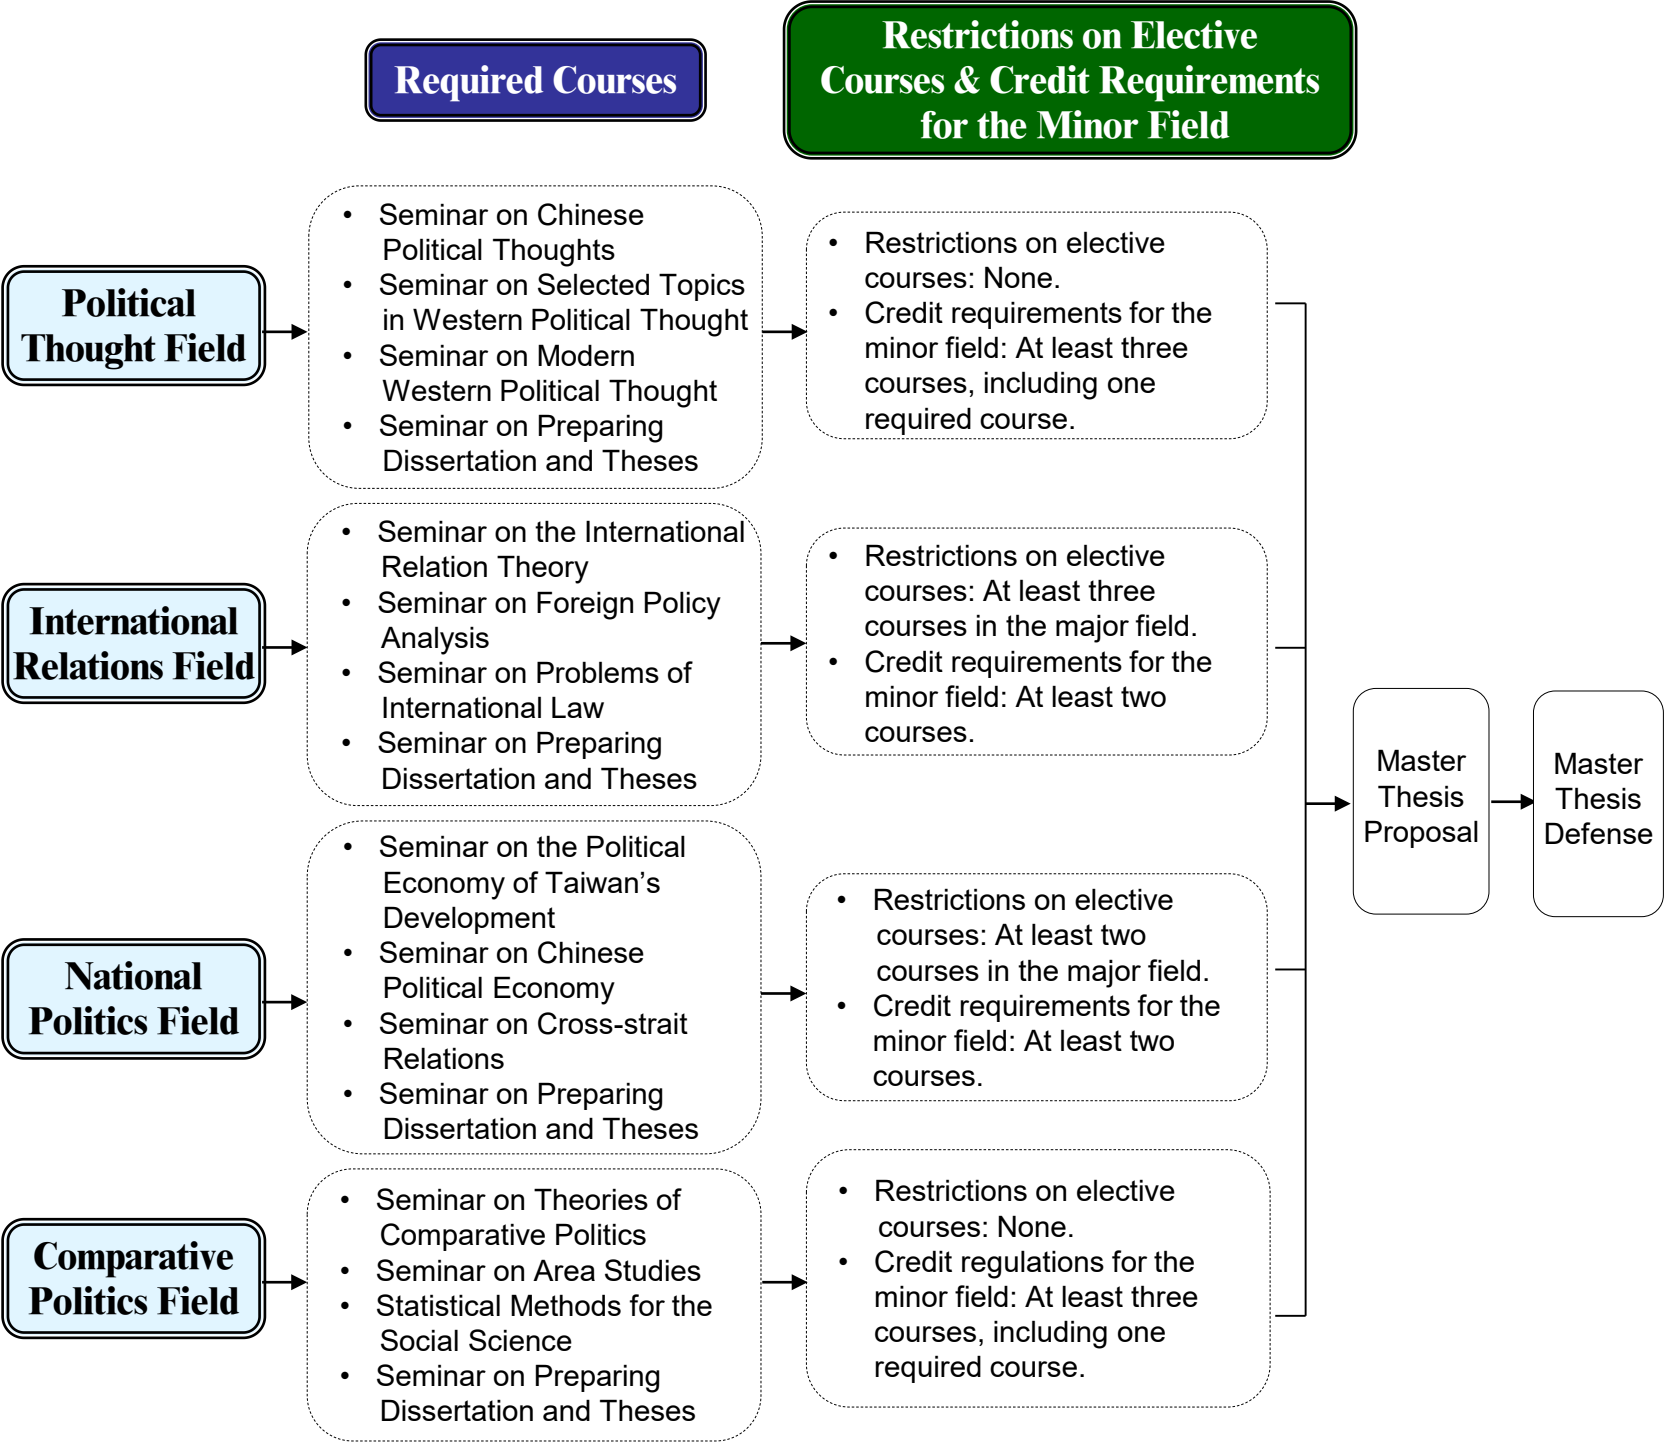 Required Courses
Restrictions on Elective
Courses & Credit Requirements
for the Minor Field
Political
Thought Field
• Seminar on Chinese
Political Thoughts
• Seminar on Selected Topics
in Western Political Thought
• Seminar on Modern
Western Political Thought
• Seminar on Preparing
Dissertation and Theses
• Restrictions on elective
courses: None.
• Credit requirements for the
minor field: At least three
courses, including one
required course.
International
Relations Field
• Seminar on the International
Relation Theory
• Seminar on Foreign Policy
Analysis
• Seminar on Problems of
International Law
• Seminar on Preparing
Dissertation and Theses
• Restrictions on elective
courses: At least three
courses in the major field.
• Credit requirements for the
minor field: At least two
courses.
National
Politics Field
• Seminar on the Political
Economy of Taiwan’s
Development
• Seminar on Chinese
Political Economy
• Seminar on Cross-strait
Relations
• Seminar on Preparing
Dissertation and Theses
• Restrictions on elective
courses: At least two
courses in the major field.
• Credit requirements for the
minor field: At least two
courses.
Comparative
Politics Field
• Seminar on Theories of
Comparative Politics
• Seminar on Area Studies
• Statistical Methods for the
Social Science
• Seminar on Preparing
Dissertation and Theses
• Restrictions on elective
courses: None.
• Credit regulations for the
minor field: At least three
courses, including one
required course.
Master
Thesis
Proposal
Master
Thesis
Defense